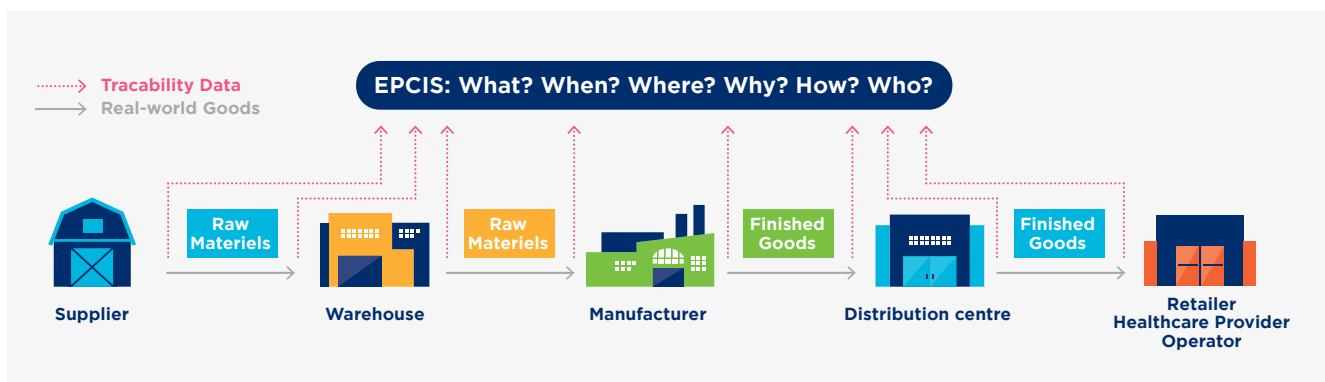 EPCIS: What? When? Where? Why? How? Who?
Tracability Data
Real-world Goods
Raw
Materiels
Raw
Materiels
Finished
Goods
Finished
Goods
Supplier
Warehouse
Manufacturer
Distribution centre
Retailer
Healthcare Provider
Operator